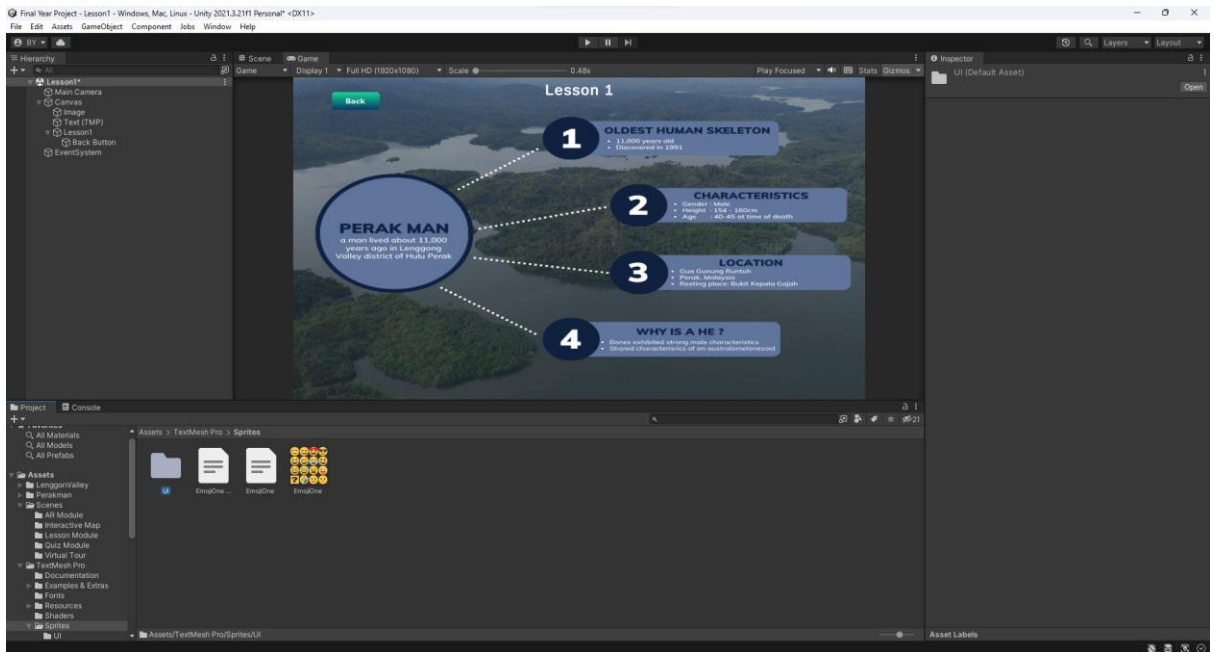 Final Year Project - Lesson1 - Windows, Mac, Linux - Unity 2021.3.21f1 Personal* <DX11>
File Edit Assets GameObject Component Jobs Window Help
BY
Layers Layout
Hierarchy
All
Lesson1*
Main Camera
Canvas
Image
Text (TMP)
Lesson1
Back Button
EventSystem
Scene Game
Game Display 1 Full HD (1920x1080) Scale 0.48x Play Focused Stats Gizmos
Lesson 1
Back
1
OLDEST HUMAN SKELETON
• 11,000 years old
• Discovered in 1991
2
CHARACTERISTICS
• Gender : Male
• Height : 154 - 160cm
• Age : 40-45 at time of death
PERAK MAN
a man lived about 11,000
years ago in Lenggong
Valley district of Hulu Perak
3
LOCATION
• Gua Gunung Runtuh
• Perak, Malaysia
• Resting place: Bukit Kepala Gajah
4
WHY IS A HE ?
• Bones exhibited strong male characteristics
• Shared characteristics of an australomelanesoid
Inspector
UI (Default Asset)
Open
Asset Labels
Project Console
21
Favorites
All Materials
All Models
All Prefabs
Assets
LenggonValley
Perakman
Scenes
AR Module
Interactive Map
Lesson Module
Quiz Module
Virtual Tour
TextMesh Pro
Documentation
Examples & Extras
Fonts
Resources
Shaders
Sprites
UI
Assets > TextMesh Pro > Sprites
UI EmojiOne ... EmojiOne EmojiOne
Assets/TextMesh Pro/Sprites/UI